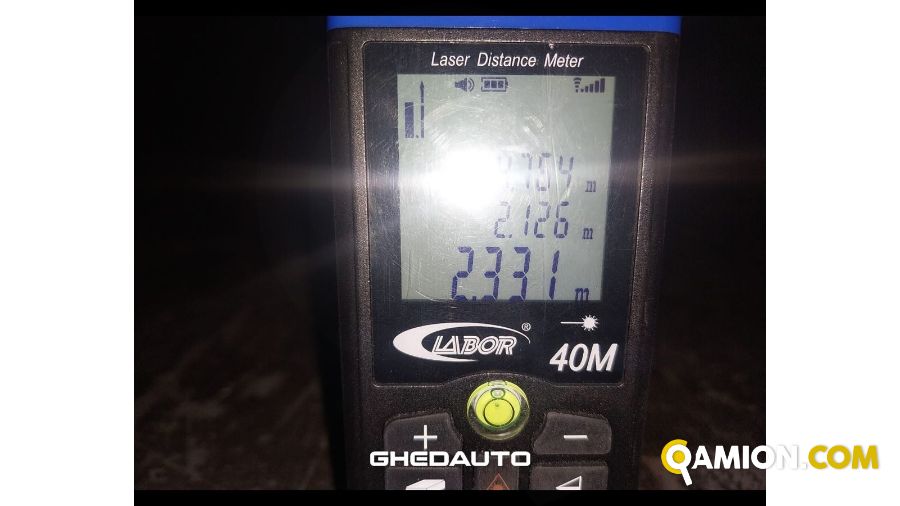 Laser Distance Meter
m
2.126 m
2.331 m
LABOR®
40M
+ −
GHEDAUTO
QAMION.COM